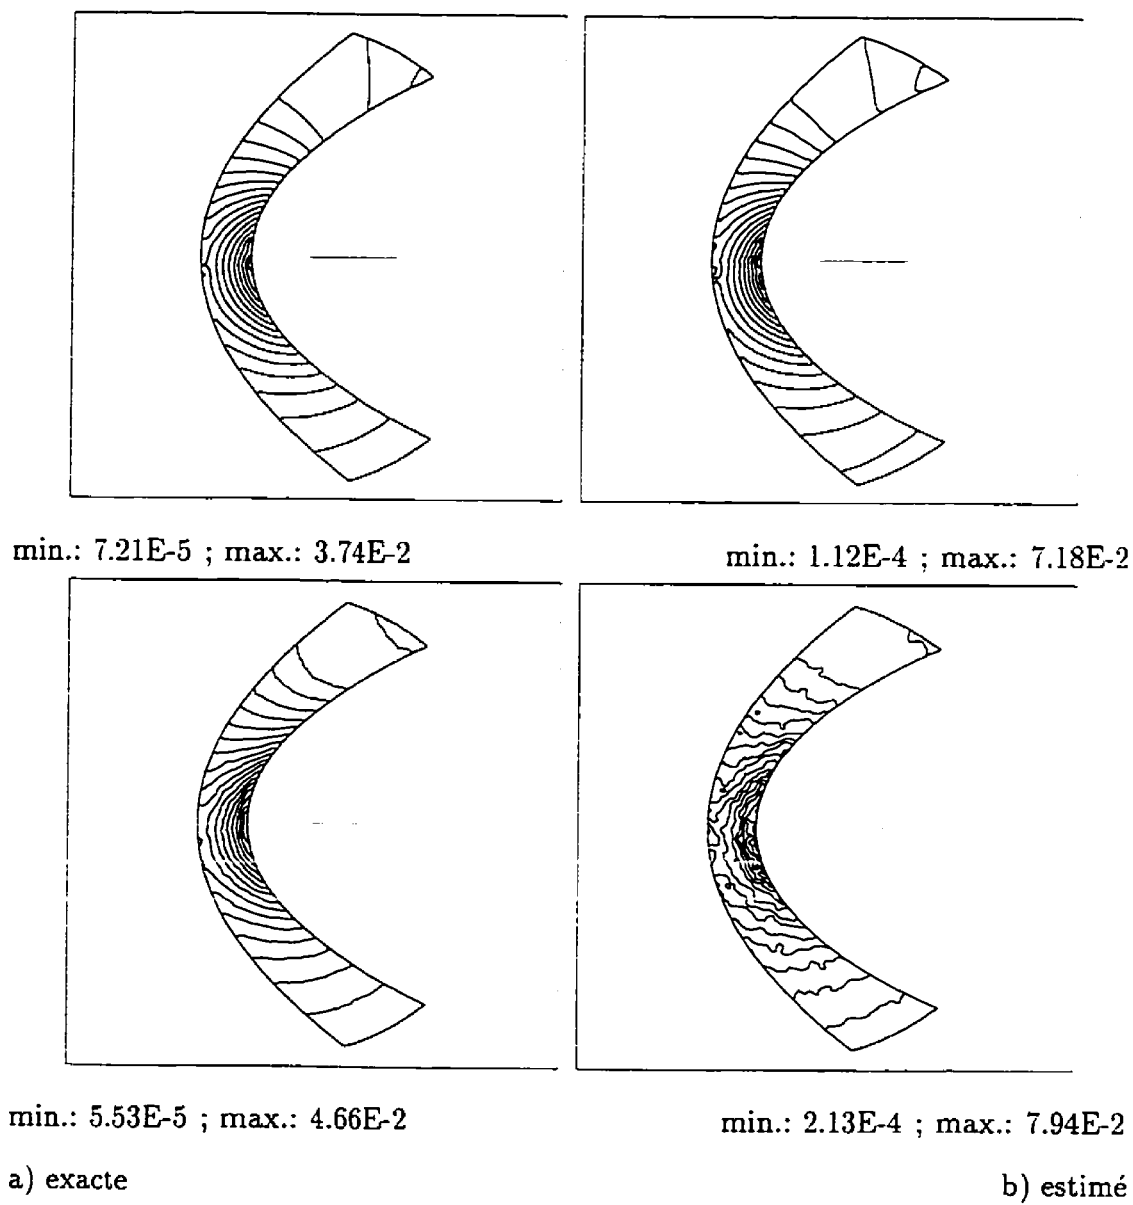 min.: 7.21E-5 ; max.: 3.74E-2
min.: 1.12E-4 ; max.: 7.18E-2
min.: 5.53E-5 ; max.: 4.66E-2
min.: 2.13E-4 ; max.: 7.94E-2
a) exacte
b) estimé